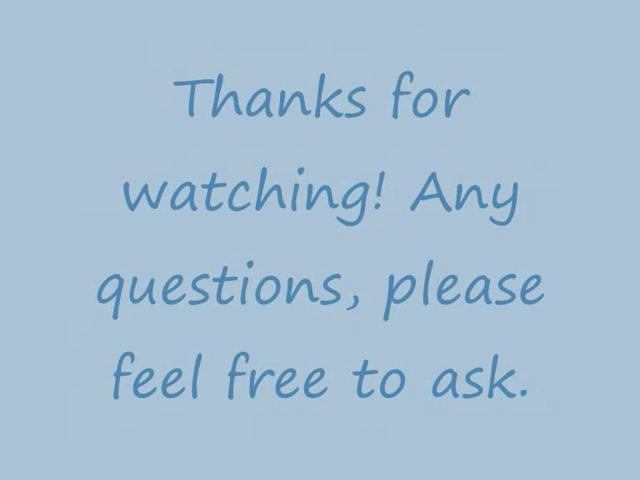 Thanks for
watching! Any
questions, please
feel free to ask.